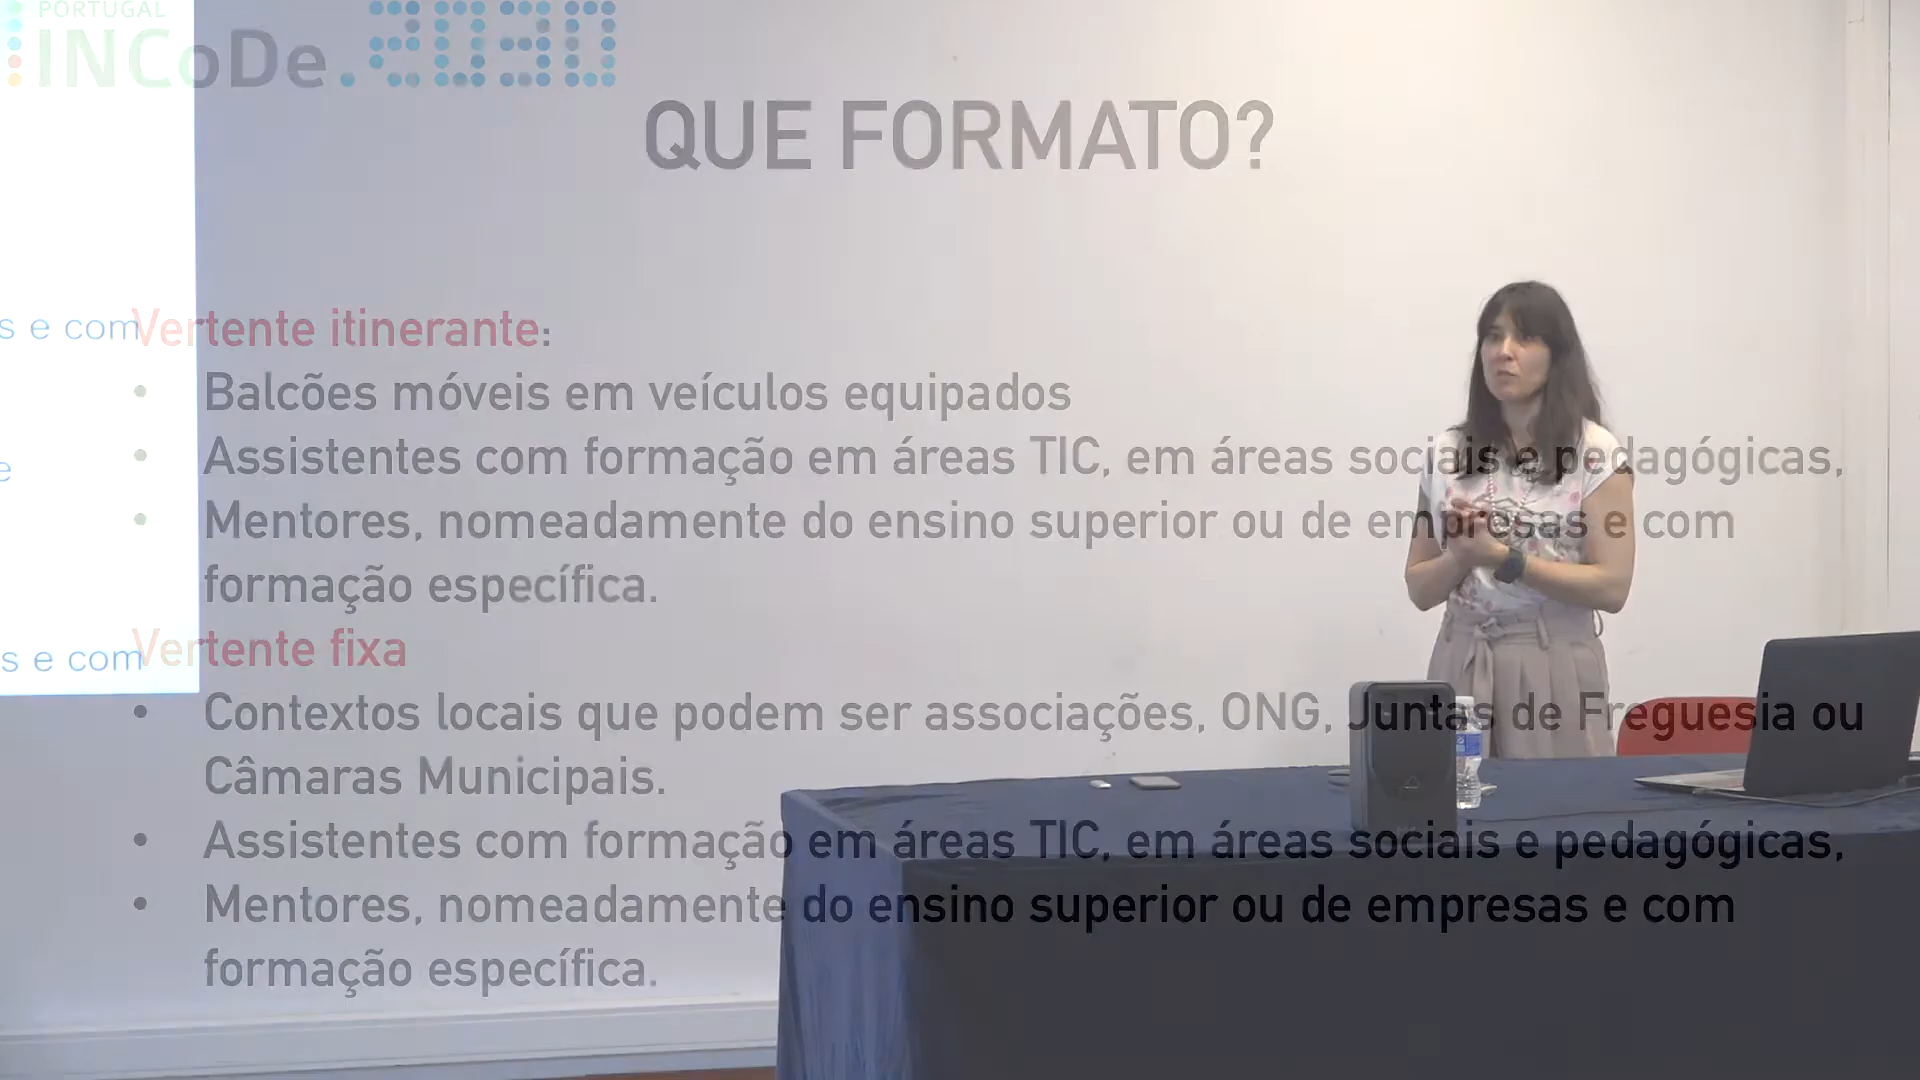 PORTUGAL
INCoDe.2030
QUE FORMATO?
s e com
Vertente itinerante:
• Balcões móveis em veículos equipados
e
• Assistentes com formação em áreas TIC, em áreas sociais e pedagógicas,
• Mentores, nomeadamente do ensino superior ou de empresas e com
formação específica.
s e com
Vertente fixa
• Contextos locais que podem ser associações, ONG, Juntas de Freguesia ou
Câmaras Municipais.
• Assistentes com formação em áreas TIC, em áreas sociais e pedagógicas,
• Mentores, nomeadamente do ensino superior ou de empresas e com
formação específica.